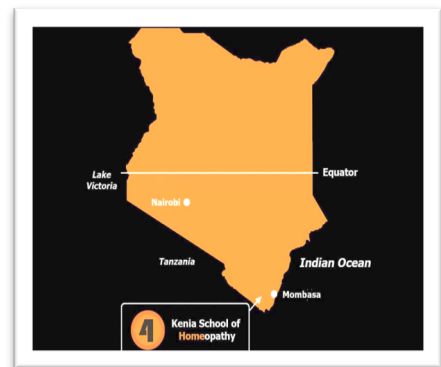 Lake
Victoria
Equator
Nairobi
Tanzania
Indian Ocean
Mombasa
4
Kenia School of
Homeopathy